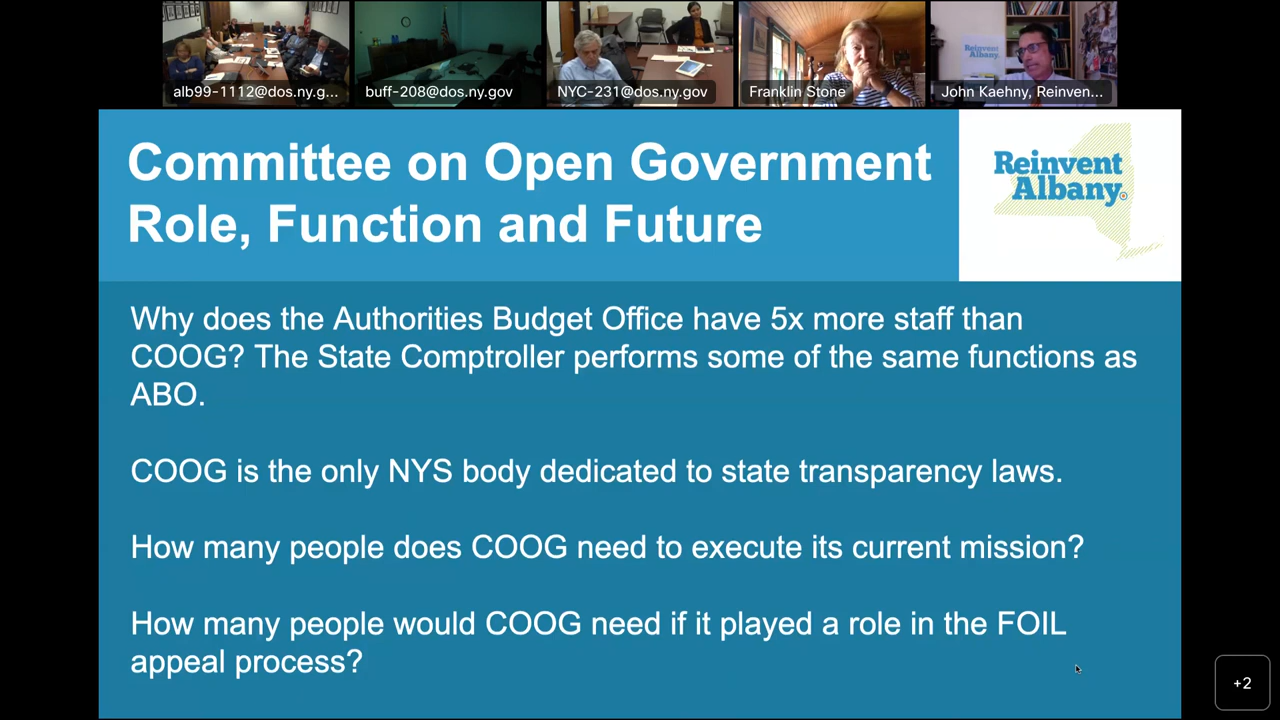 alb99-1112@dos.ny.g...
buff-208@dos.ny.gov
NYC-231@dos.ny.gov
Franklin Stone
John Kaehny, Reinven...
Committee on Open Government
Role, Function and Future
Reinvent
Albany
Why does the Authorities Budget Office have 5x more staff than
COOG? The State Comptroller performs some of the same functions as
ABO.
COOG is the only NYS body dedicated to state transparency laws.
How many people does COOG need to execute its current mission?
How many people would COOG need if it played a role in the FOIL
appeal process?
+2